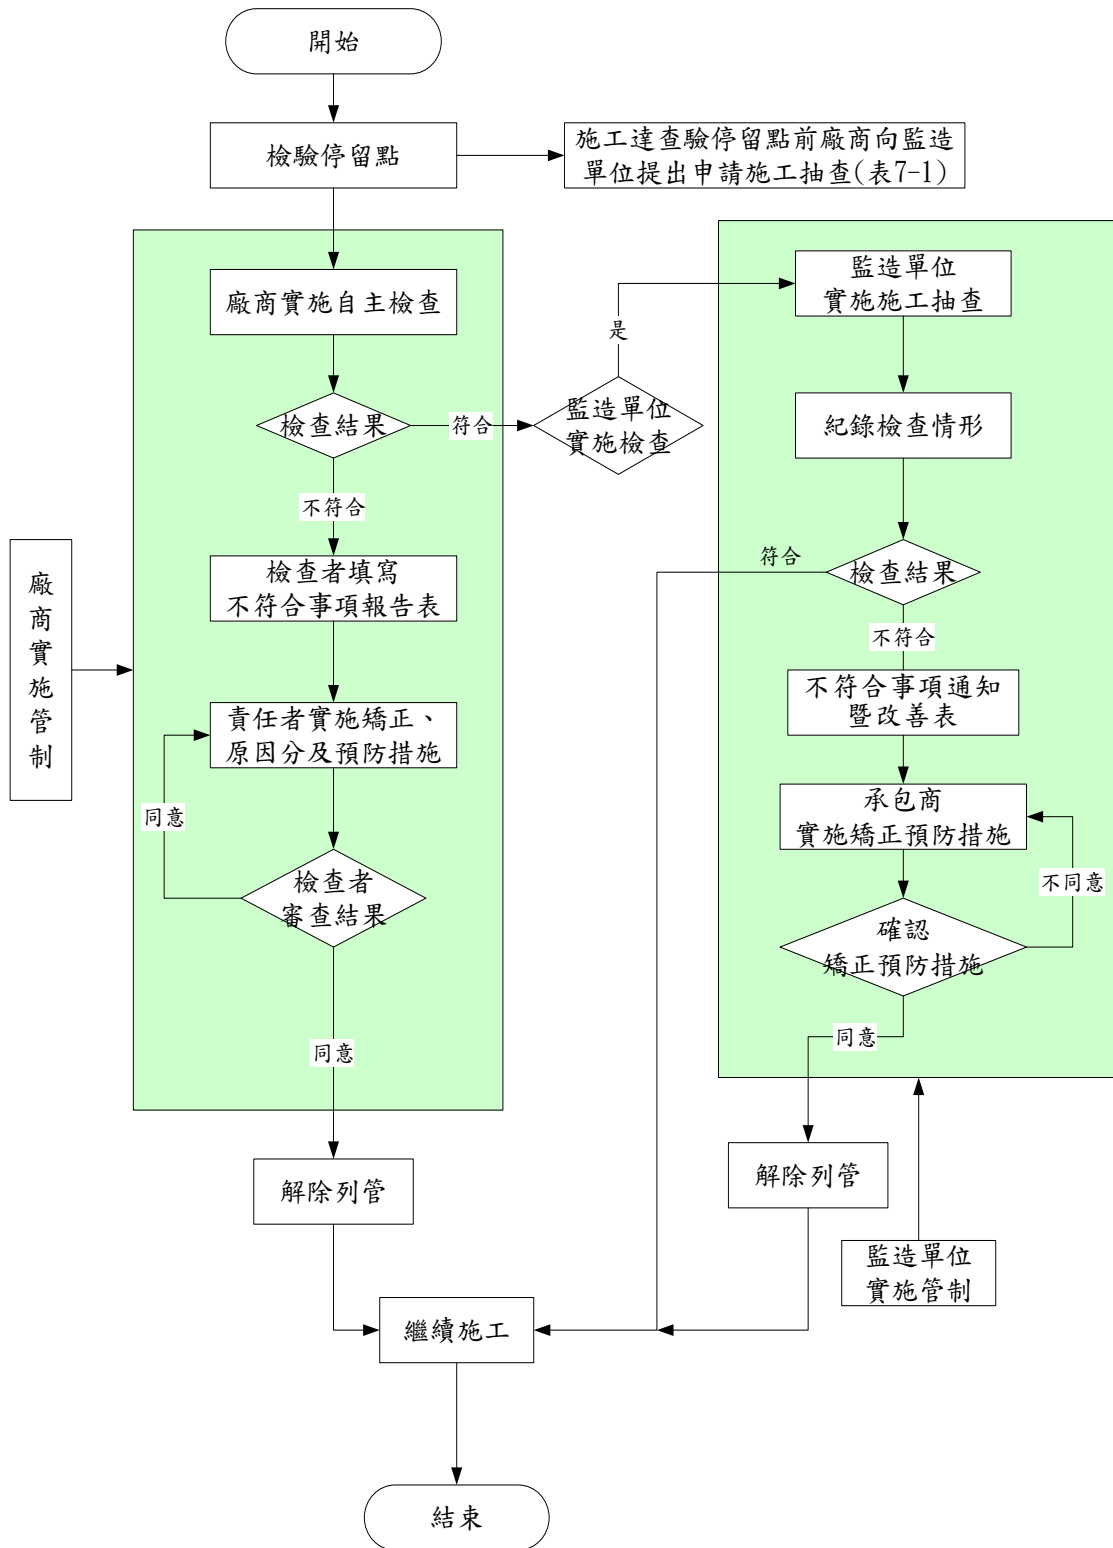 開始
檢驗停留點
施工達查驗停留點前廠商向監造
單位提出申請施工抽查(表7-1)
廠商實施自主檢查
檢查結果
符合
監造單位
實施檢查
是
不符合
檢查者填寫
不符合事項報告表
責任者實施矯正、
原因分及預防措施
同意
檢查者
審查結果
同意
解除列管
廠
商
實
施
管
制
監造單位
實施施工抽查
紀錄檢查情形
檢查結果
符合
不符合
不符合事項通知
暨改善表
承包商
實施矯正預防措施
不同意
確認
矯正預防措施
同意
解除列管
監造單位
實施管制
繼續施工
結束